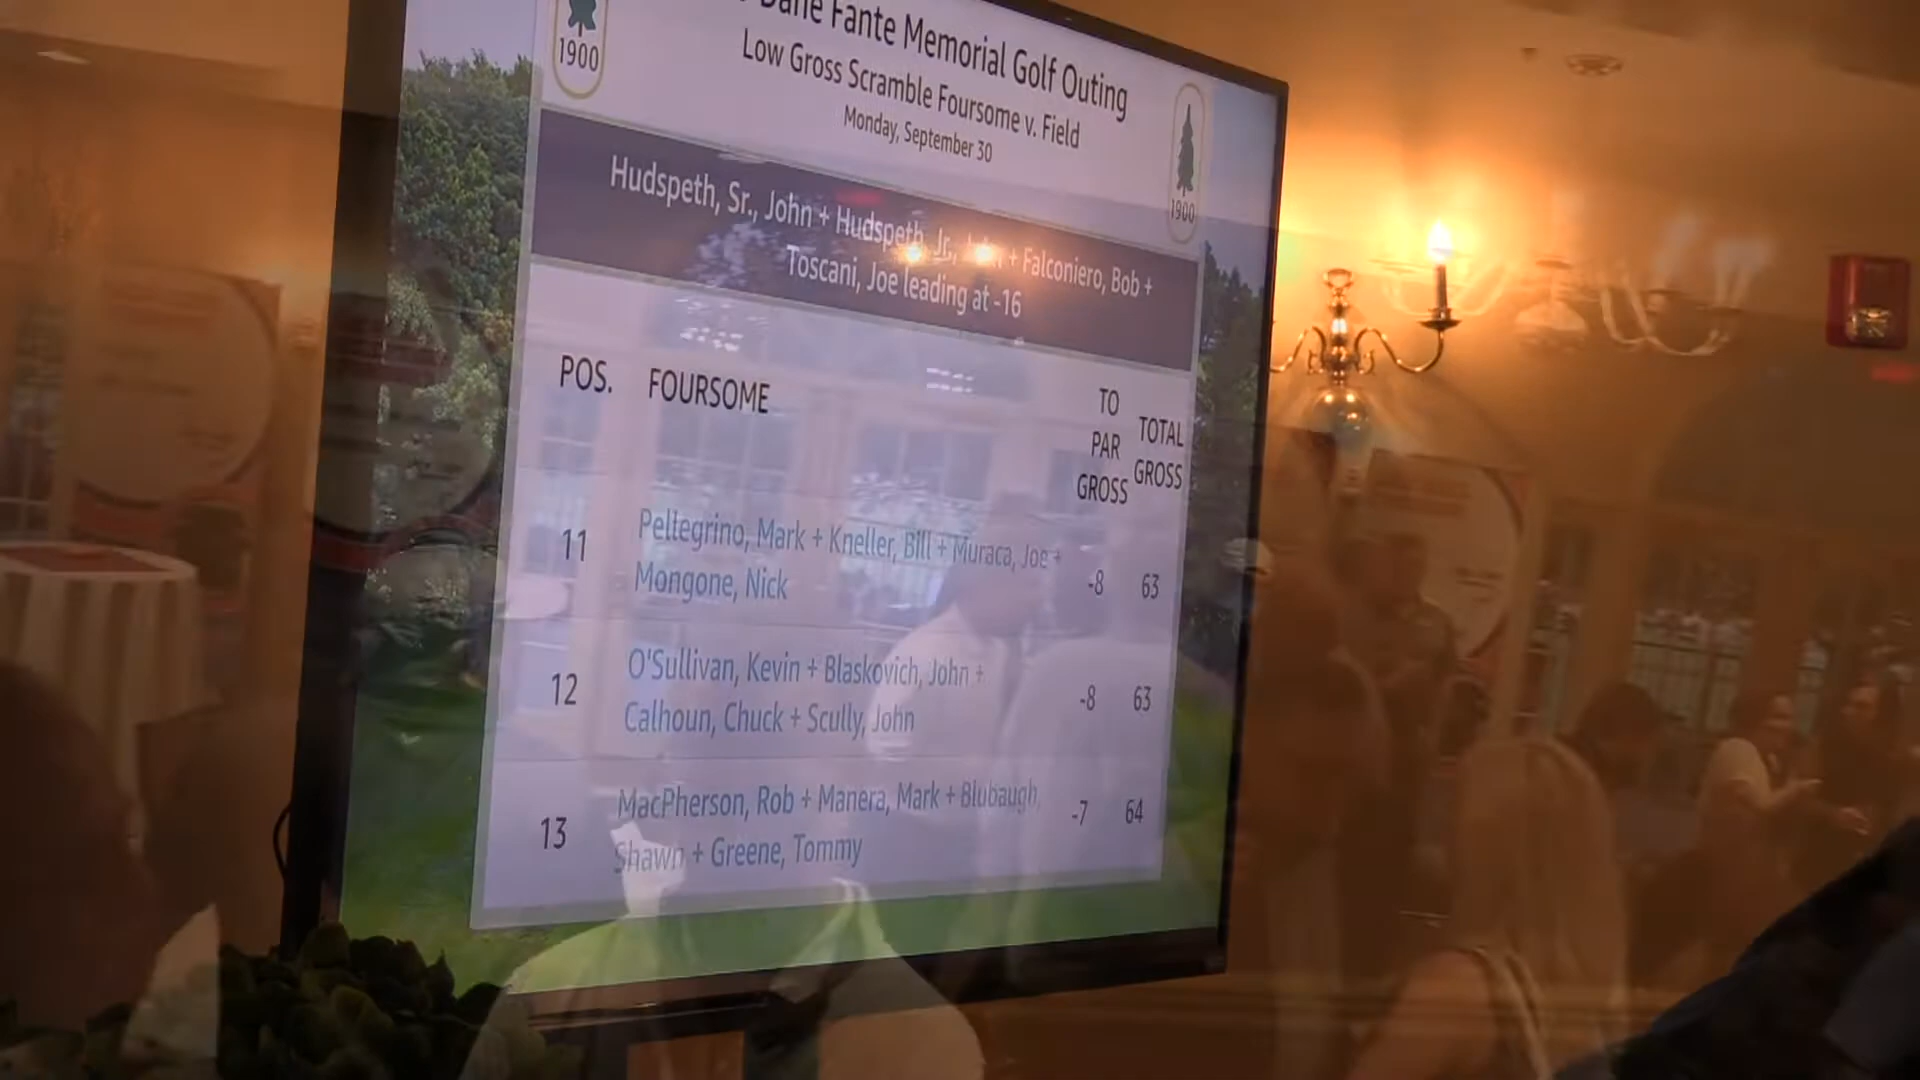 Dane Fante Memorial Golf Outing
Low Gross Scramble Foursome v. Field
Monday, September 30
1900
1900
Hudspeth, Sr., John + Hudspeth, Jr., + Falconiero, Bob +
Toscani, Joe leading at -16
POS. FOURSOME TO PAR GROSS TOTAL GROSS
11 Pellegrino, Mark + Kneller, Bill + Muraca, Joe +
Mongone, Nick -8 63
12 O'Sullivan, Kevin + Blaskovich, John +
Calhoun, Chuck + Scully, John -8 63
13 MacPherson, Rob + Manera, Mark + Blubaugh,
Shawn + Greene, Tommy -7 64